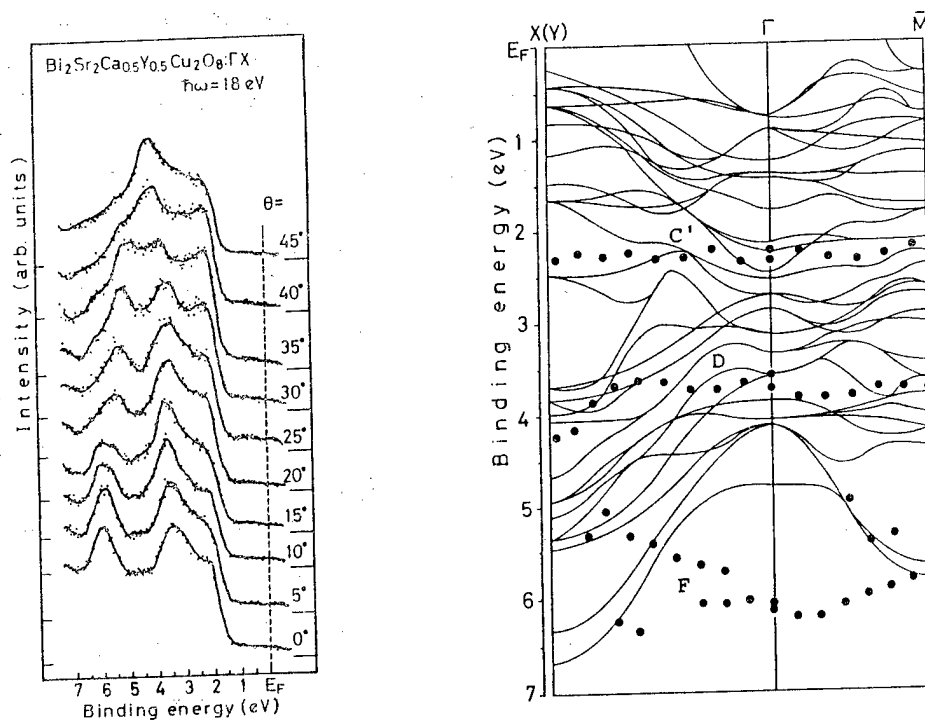 Bi₂Sr₂Ca₀.₅Y₀.₅Cu₂O₈:ΓX
ħω=18 eV
θ=
45°
40°
35°
30°
25°
20°
15°
10°
5°
0°
Intensity (arb. units)
7 6 5 4 3 2 1 E_F
Binding energy (eV)
X(Y) Γ M̄
E_F
1
2
3
4
5
6
7
Binding energy (eV)
C'
D
F